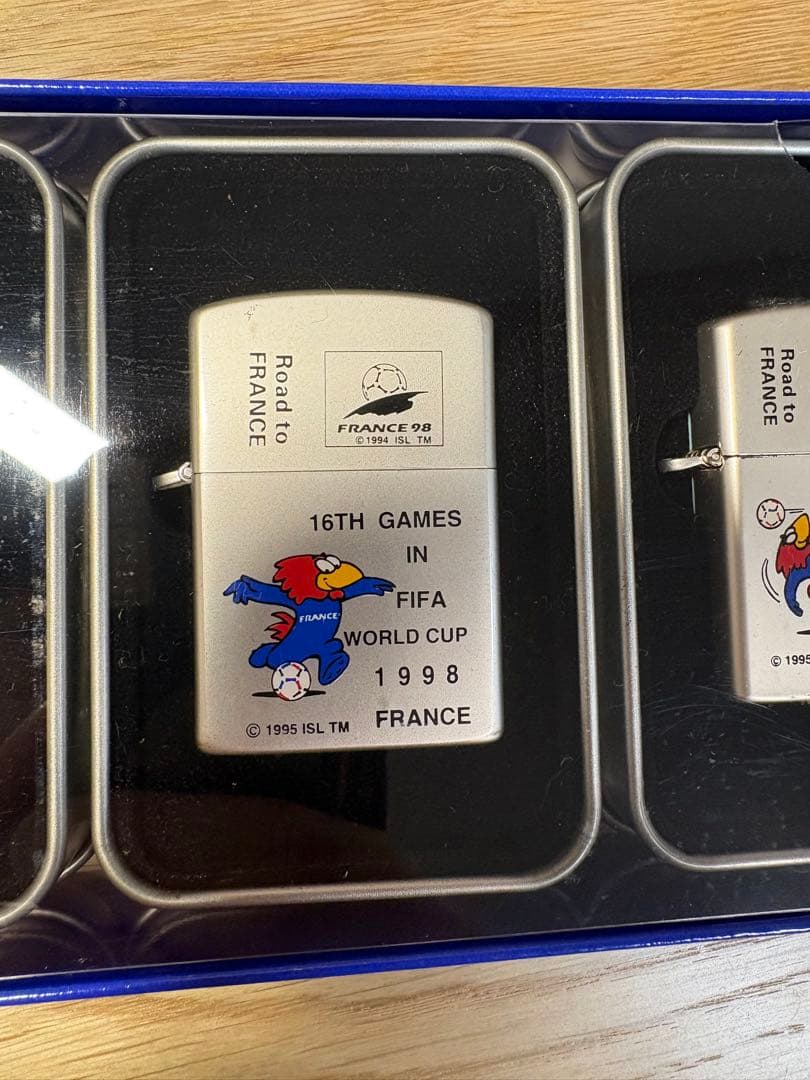 Road to
FRANCE
FRANCE 98
© 1994 ISL TM
16TH GAMES
IN
FIFA
WORLD CUP
1998
FRANCE
FRANCE
© 1995 ISL TM
Road to
FRANCE
© 1995